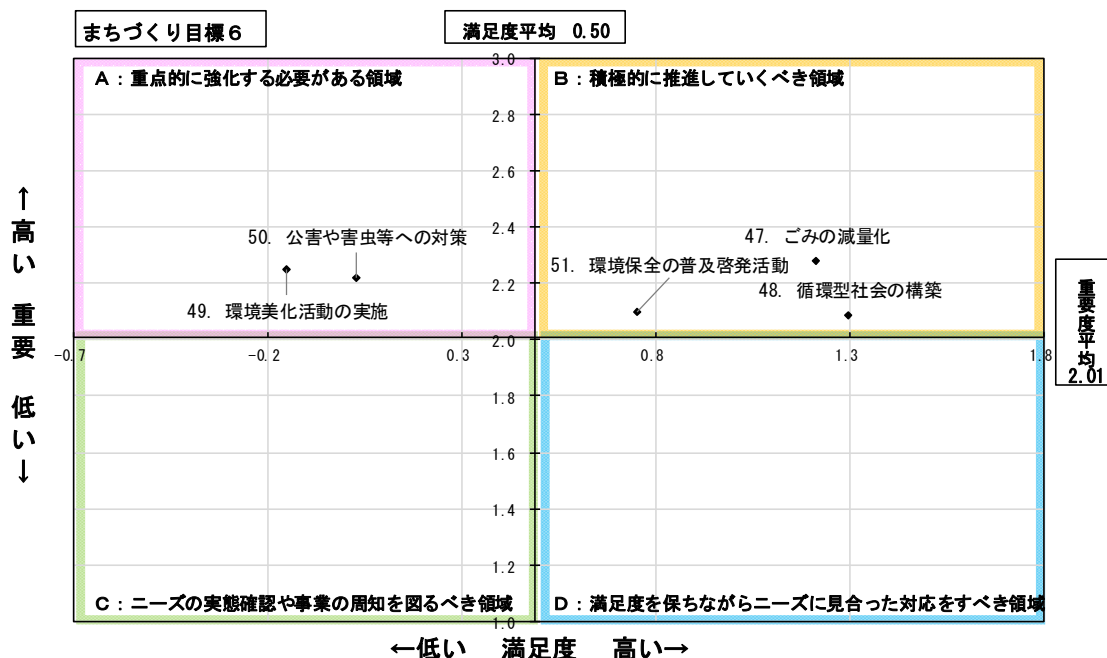 まちづくり目標6
満足度平均 0.50
A：重点的に強化する必要がある領域
B：積極的に推進していくべき領域
3.0
2.8
2.6
2.4
2.2
2.0
1.8
1.6
1.4
1.2
1.0
50. 公害や害虫等への対策
49. 環境美化活動の実施
47. ごみの減量化
51. 環境保全の普及啓発活動
48. 循環型社会の構築
-0.7
-0.2
0.3
0.8
1.3
1.8
↑高い 重要 低い↓
重要度平均
2.01
C：ニーズの実態確認や事業の周知を図るべき領域
D：満足度を保ちながらニーズに見合った対応をすべき領域
←低い 満足度 高い→